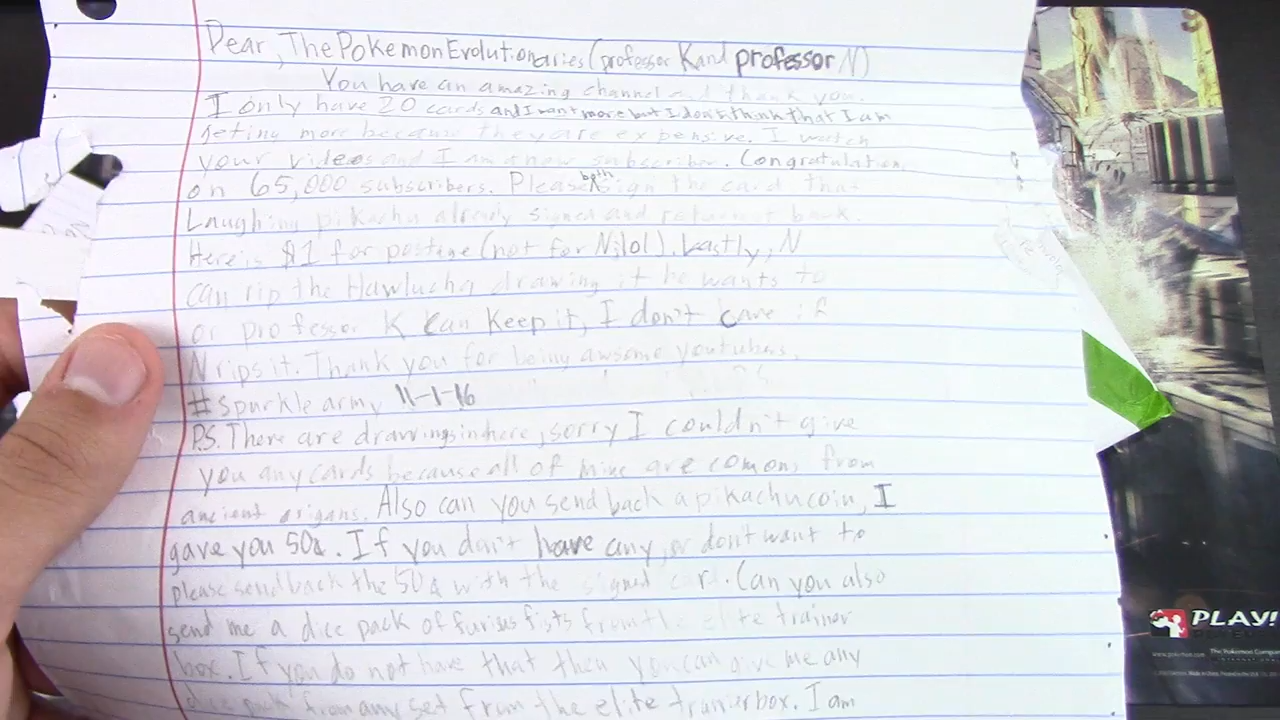 Dear, The Pokemon Evolutionaries (professor K and professor N)
You have an amazing channel and thank you.
I only have 20 cards and I want more but I don't think that I am
geting more because they are expensive. I watch
your videos and I am a new subscriber. Congratulation
on 65,000 subscribers. Please both sign the card that
Laughing pikachu already signed and return it back.
Here is $1 for postage (not for N, lol). Lastly, N
can rip the Hawlucha drawing if he wants to
or professor K can keep it, I don't care if
N rips it. Thank you for being awsome youtubers.
#sparkle army 11-1-16
P.S. There are drawings in here, sorry I couldn't give
you any cards because all of mine are comons from
ancient origans. Also can you send back a pikachu coin, I
gave you 50¢. If you don't have any, or don't want to
please send back the 50¢ with the signed card. Can you also
send me a dice pack of furious fists from the elite trainer
box. If you do not have that then you can give me any
dice pack from any set from the elite trainer box. I am
PLAY!
www.pokemon.com